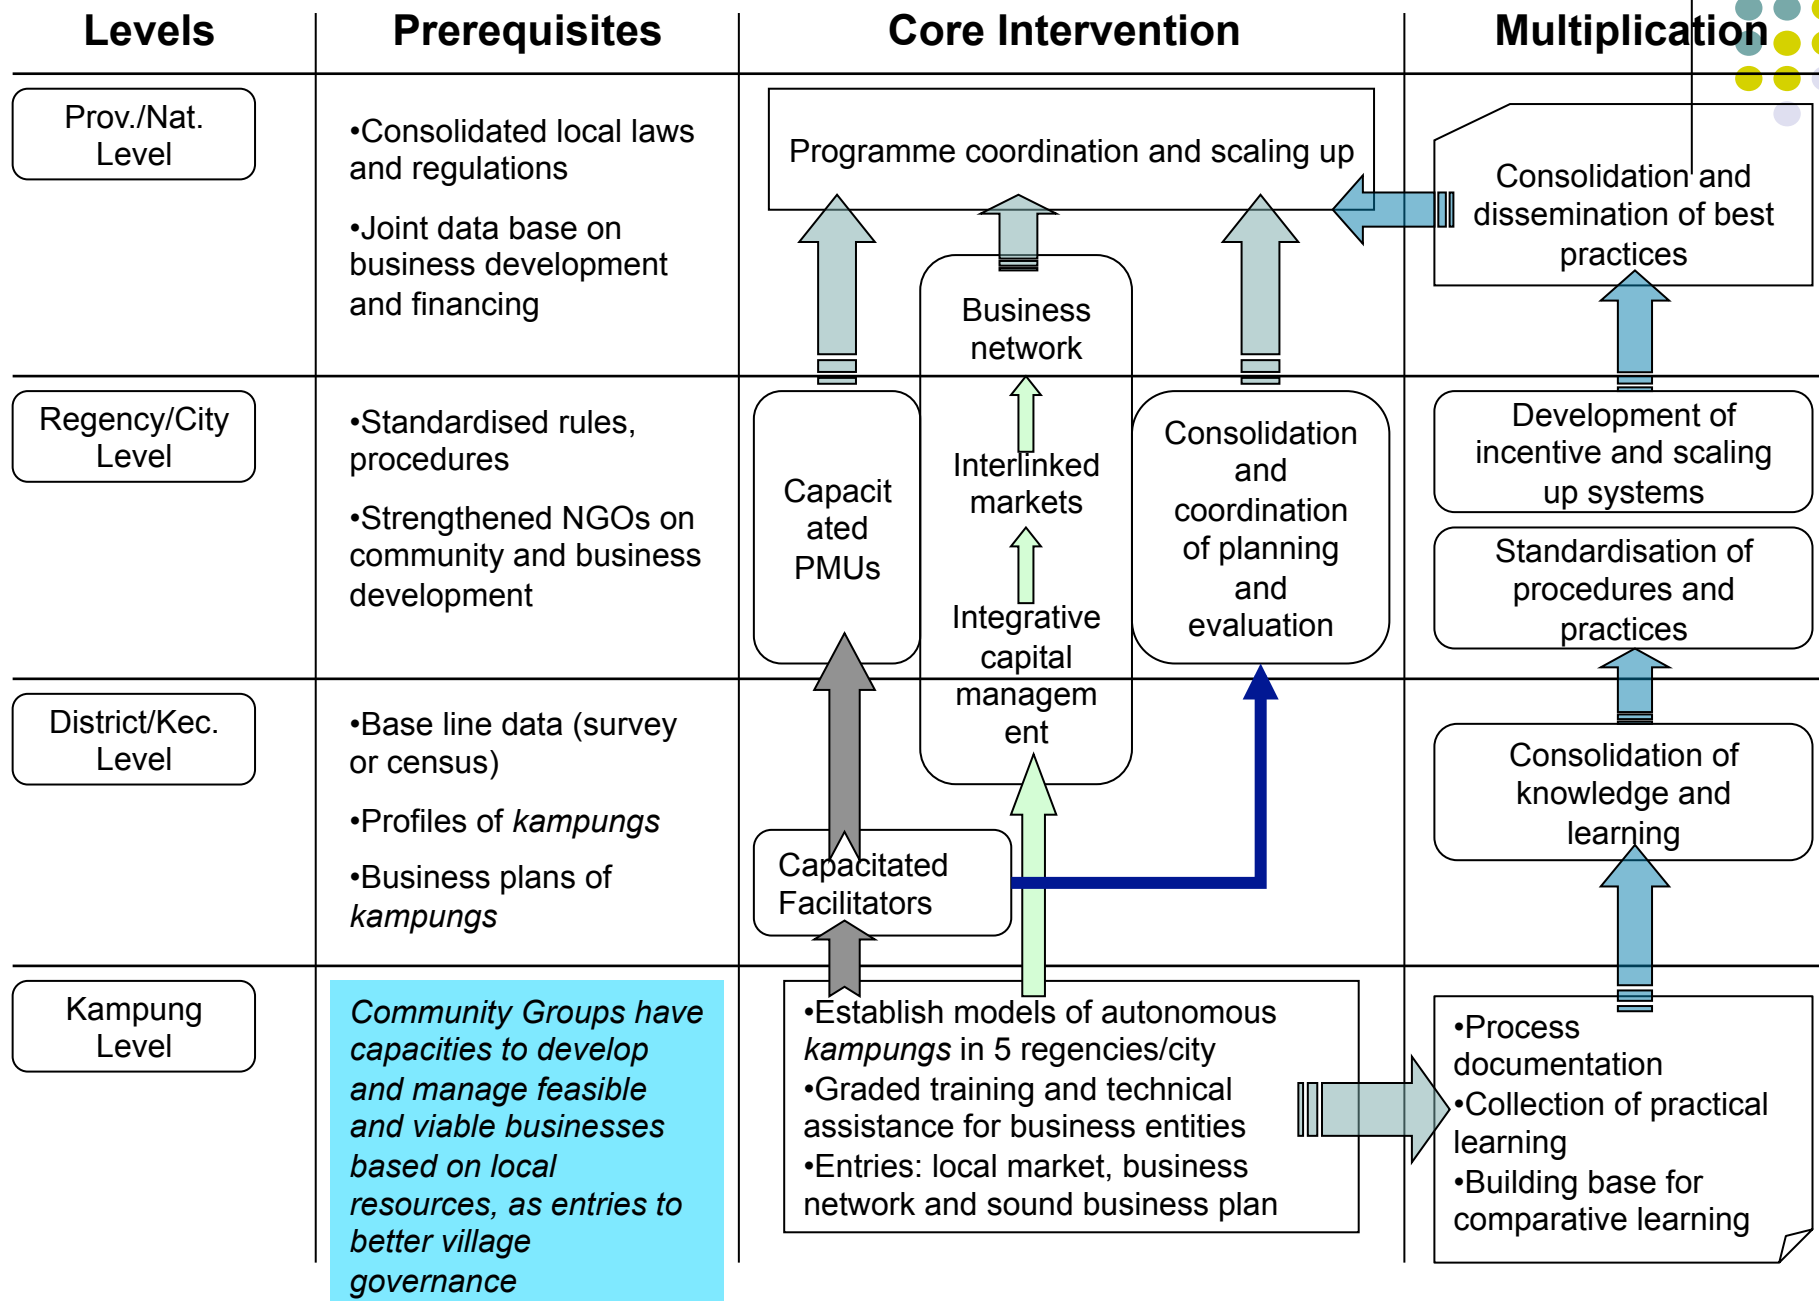 Levels
Prerequisites
Core Intervention
Multiplication
Prov./Nat.
Level
•Consolidated local laws
and regulations
•Joint data base on
business development
and financing
Programme coordination and scaling up
Business
network
Consolidation and
dissemination of best
practices
Regency/City
Level
•Standardised rules,
procedures
•Strengthened NGOs on
community and business
development
Capacit
ated
PMUs
Interlinked
markets
Integrative
capital
managem
ent
Consolidation
and
coordination
of planning
and
evaluation
Development of
incentive and scaling
up systems
Standardisation of
procedures and
practices
District/Kec.
Level
•Base line data (survey
or census)
•Profiles of kampungs
•Business plans of
kampungs
Capacitated
Facilitators
Consolidation of
knowledge and
learning
Kampung
Level
Community Groups have
capacities to develop
and manage feasible
and viable businesses
based on local
resources, as entries to
better village
governance
•Establish models of autonomous
kampungs in 5 regencies/city
•Graded training and technical
assistance for business entities
•Entries: local market, business
network and sound business plan
•Process
documentation
•Collection of practical
learning
•Building base for
comparative learning